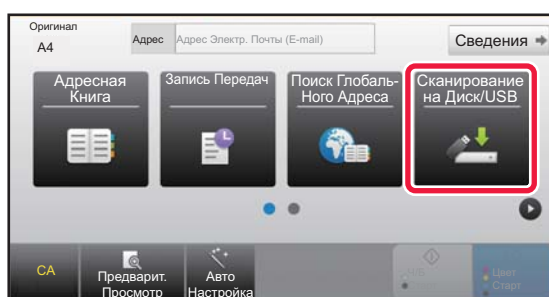 Оригинал
A4
Адрес
Адрес Электр. Почты (E-mail)
Сведения
Адресная
Книга
Запись Передач
Поиск Глобаль-
Ного Адреса
Сканирование
на Диск/USB
CA
Предварит.
Просмотр
Авто
Настройка
Ч/Б
Старт
Цвет
Старт